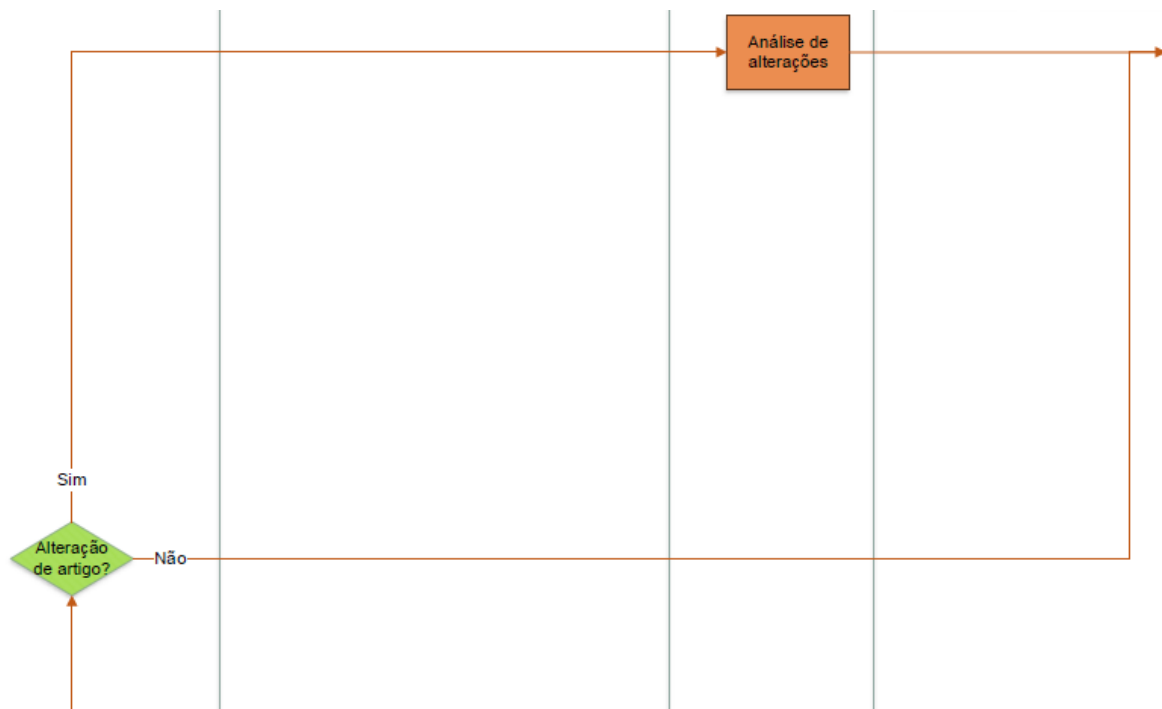 Análise de
alterações
Sim
Alteração
de artigo?
Não